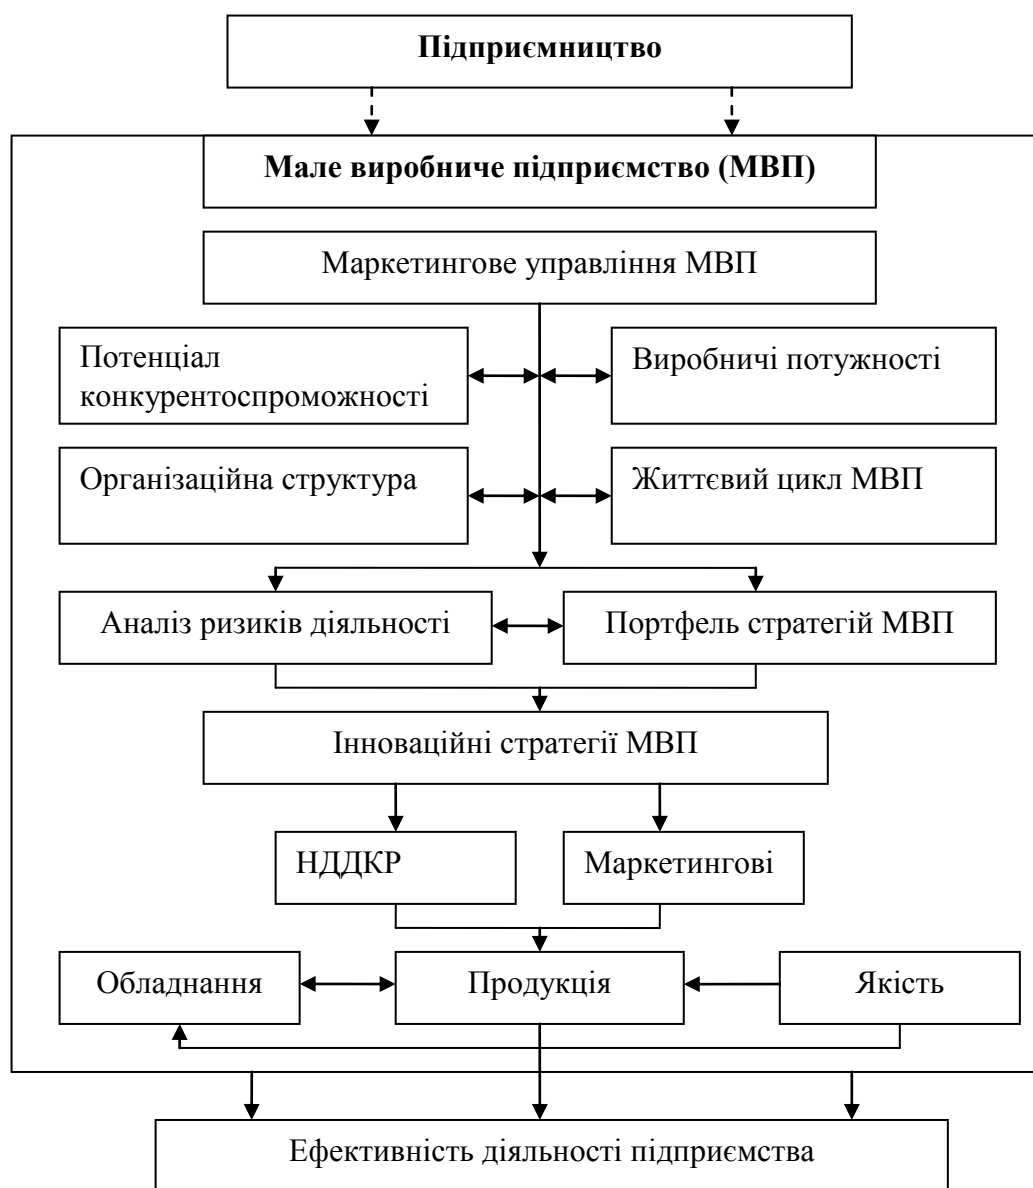 Підприємництво
Мале виробниче підприємство (МВП)
Маркетингове управління МВП
Потенціал
конкурентоспроможності
Виробничі потужності
Організаційна структура
Життєвий цикл МВП
Аналіз ризиків діяльності
Портфель стратегій МВП
Інноваційні стратегії МВП
НДДКР
Маркетингові
Обладнання
Продукція
Якість
Ефективність діяльності підприємства